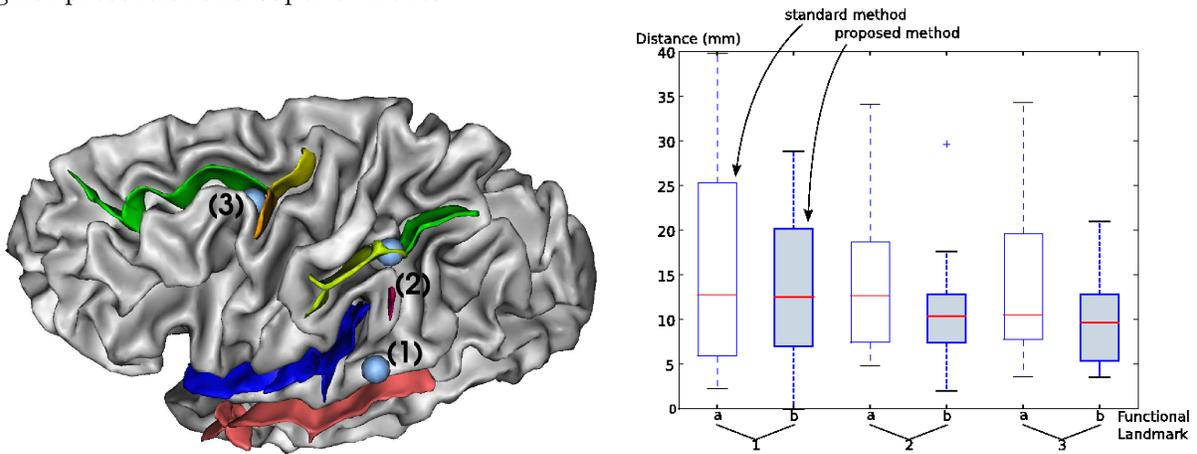 standard method
proposed method
Distance (mm)
40
35
30
25
20
15
10
5
0
(3)
(2)
(1)
a b a b a b
Functional
Landmark
1 2 3